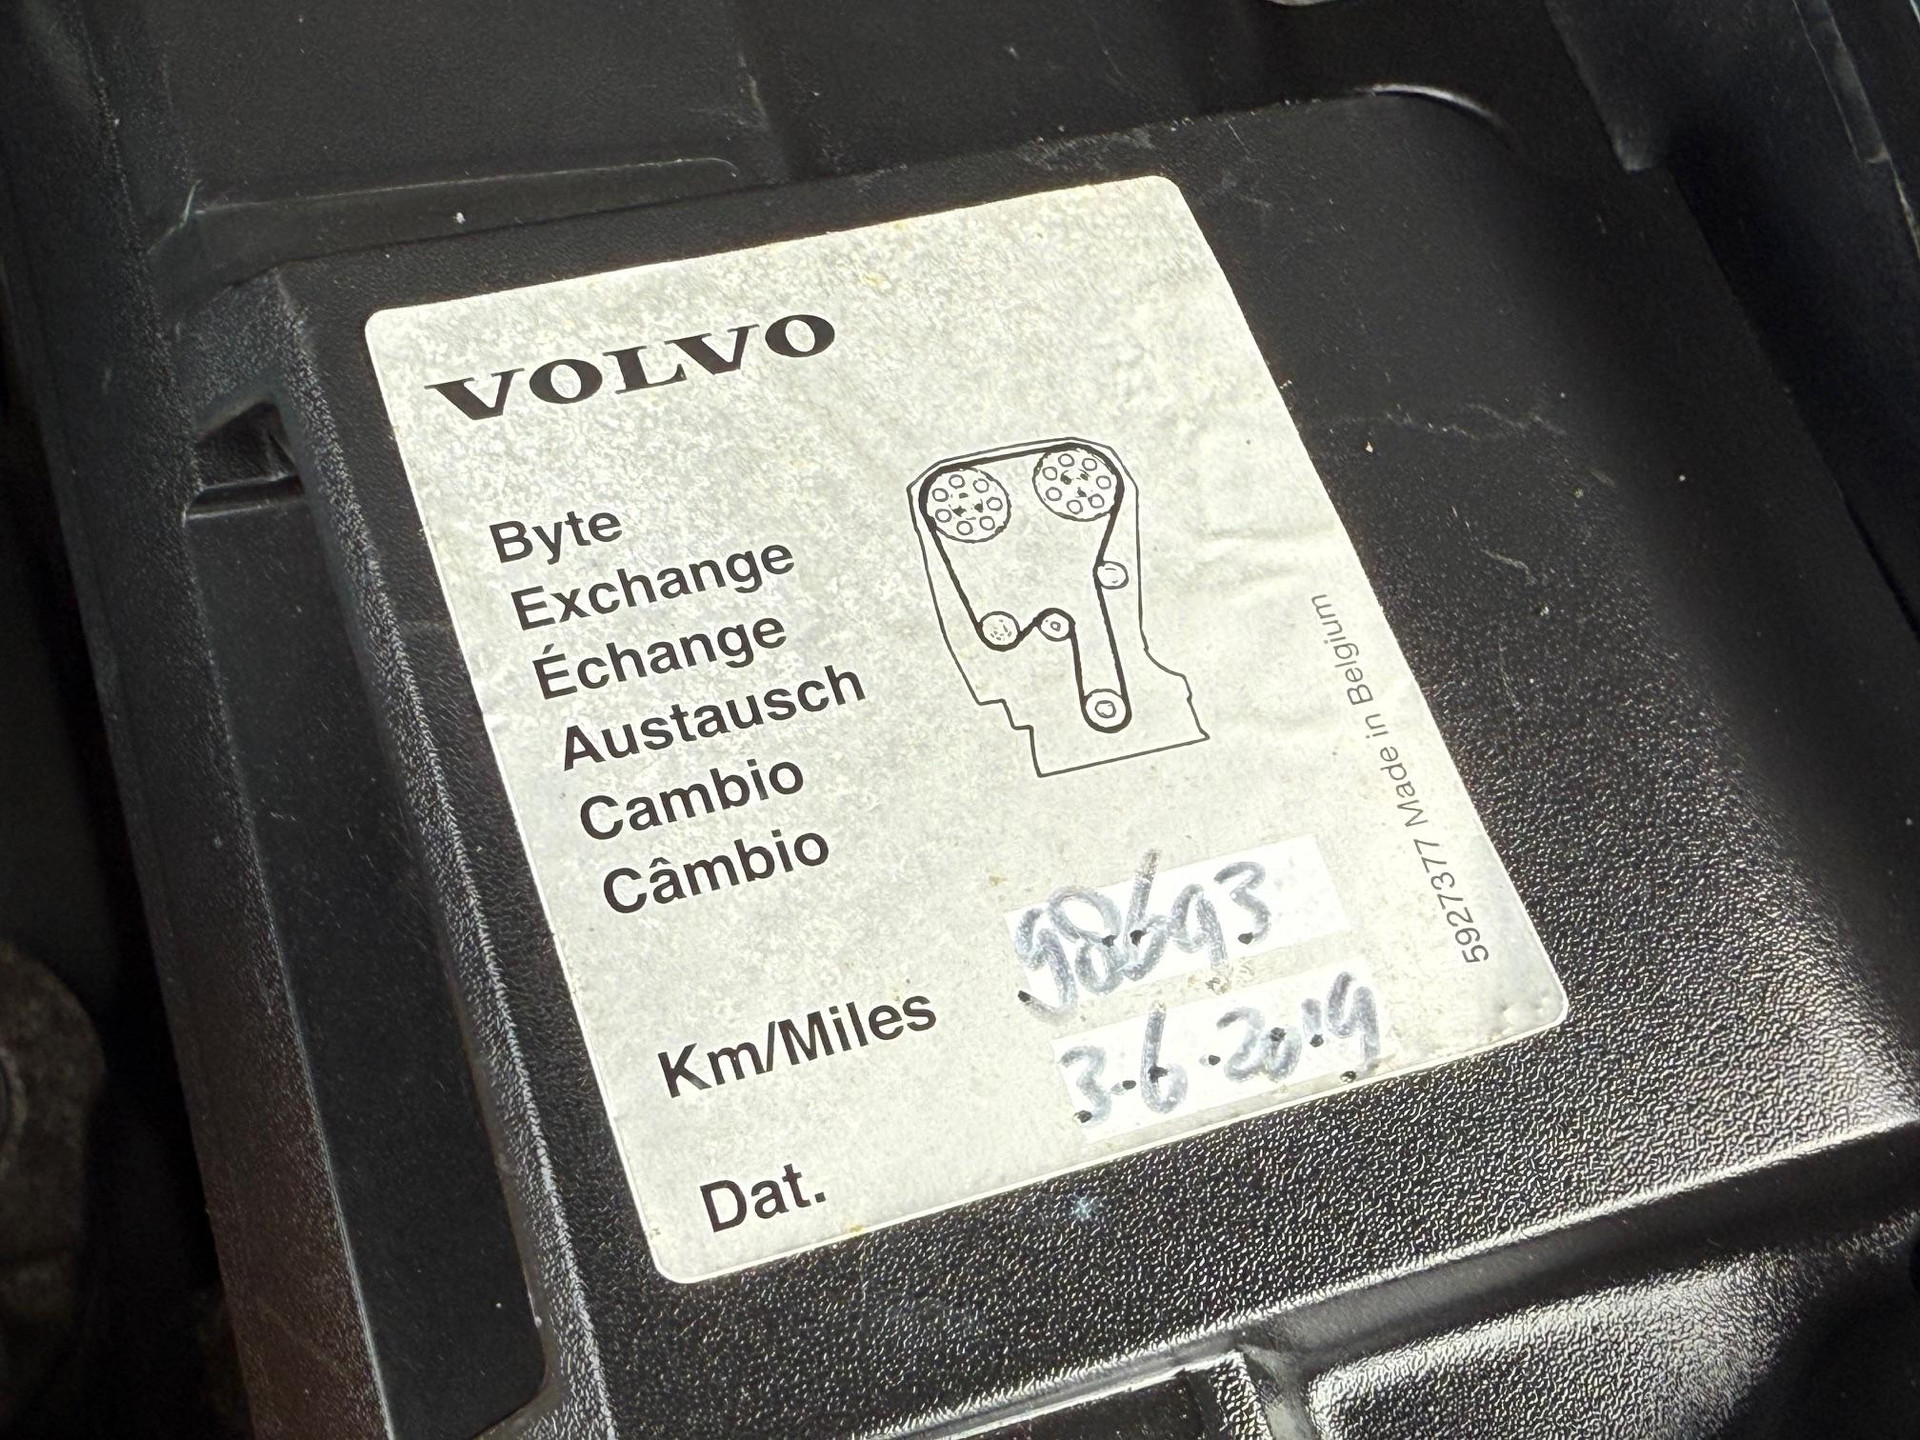 VOLVO
Byte
Exchange
Échange
Austausch
Cambio
Câmbio
Km/Miles 98693
Dat. 3.6.2019
5927377 Made in Belgium